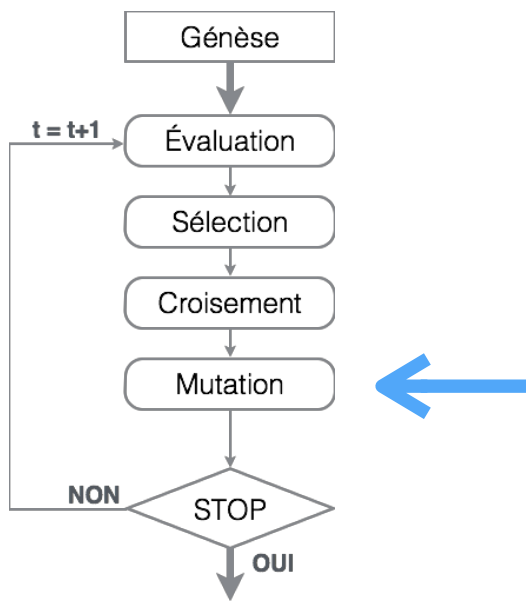 Génèse
t = t+1
Évaluation
Sélection
Croisement
Mutation
NON
STOP
OUI